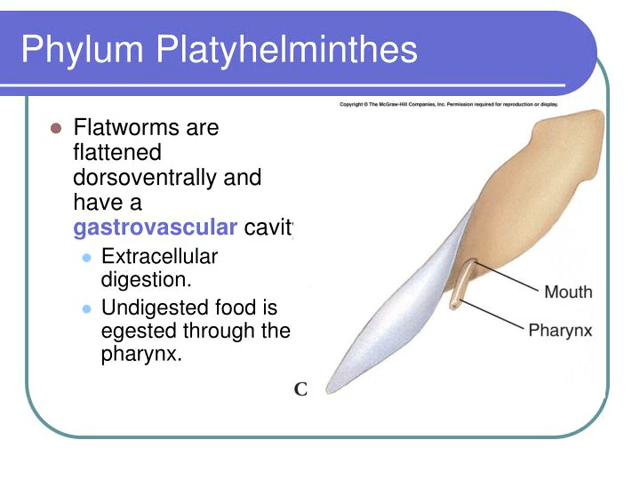 Phylum Platyhelminthes
Copyright © The McGraw-Hill Companies, Inc. Permission required for reproduction or display.
Flatworms are
flattened
dorsoventrally and
have a
gastrovascular cavity
Extracellular
digestion.
Undigested food is
egested through the
pharynx.
Mouth
Pharynx
C